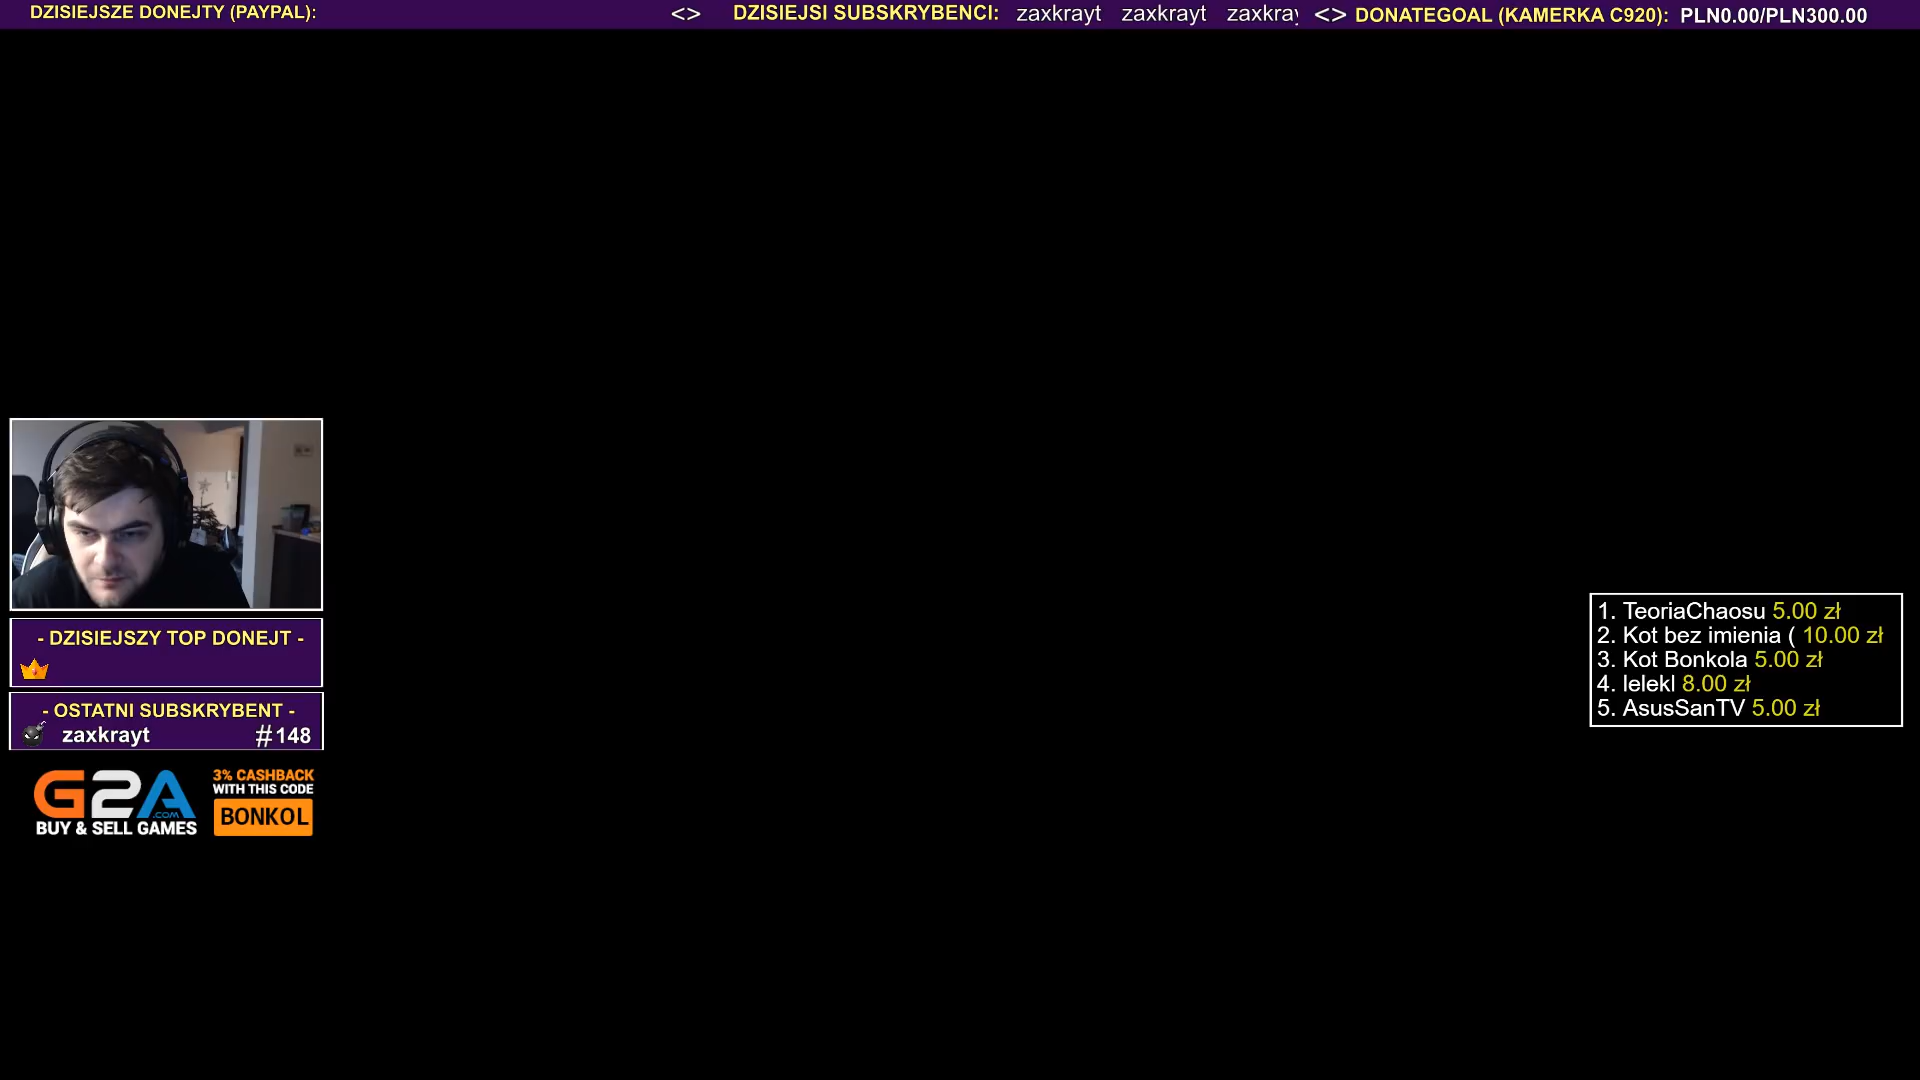 DZISIEJSZE DONEJTY (PAYPAL):
<> DZISIEJSI SUBSKRYBENCI: zaxkrayt zaxkrayt zaxkray <> DONATEGOAL (KAMERKA C920): PLN0.00/PLN300.00
- DZISIEJSZY TOP DONEJT -
- OSTATNI SUBSKRYBENT -
zaxkrayt #148
G2A .COM
BUY & SELL GAMES
3% CASHBACK
WITH THIS CODE
BONKOL
1. TeoriaChaosu 5.00 zł
2. Kot bez imienia ( 10.00 zł
3. Kot Bonkola 5.00 zł
4. lelekl 8.00 zł
5. AsusSanTV 5.00 zł